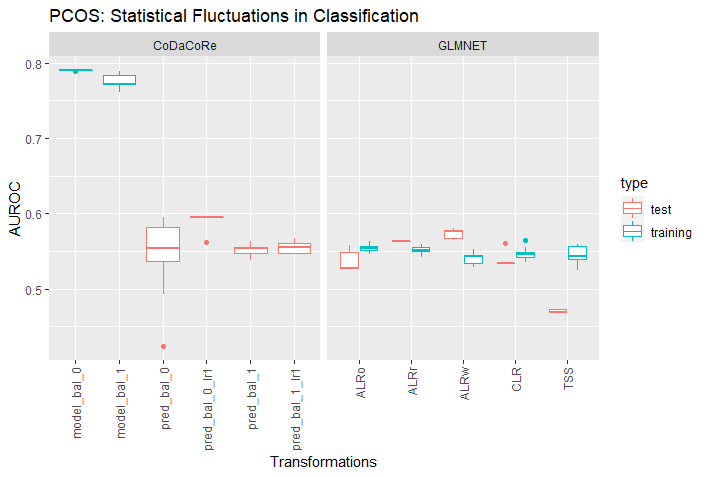 PCOS: Statistical Fluctuations in Classification
CoDaCoRe
GLMNET
0.8
0.7
0.6
0.5
AUROC
model_bal_0
model_bal_1
pred_bal_0
pred_bal_0_lr1
pred_bal_1
pred_bal_1_lr1
ALRo
ALRr
ALRw
CLR
TSS
Transformations
type
test
training